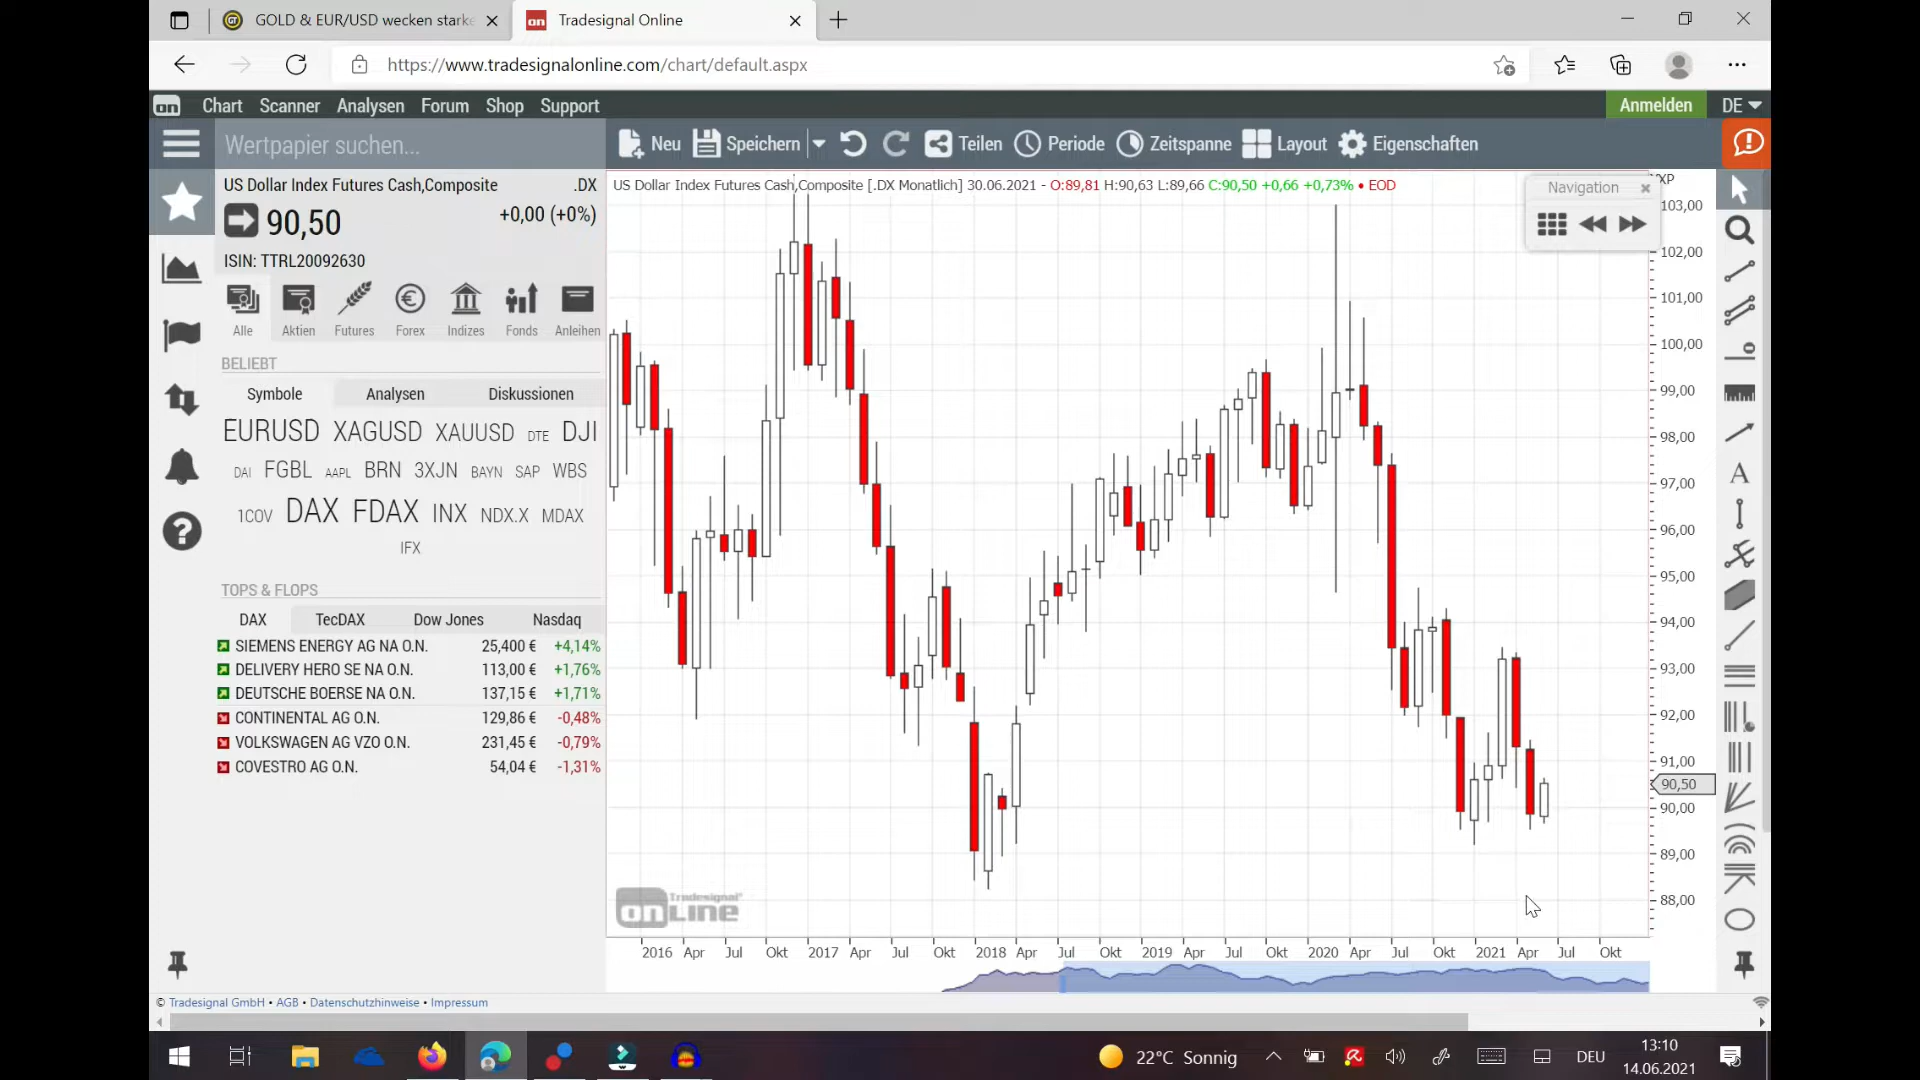 GOLD & EUR/USD wecken starke
on Tradesignal Online
https://www.tradesignalonline.com/chart/default.aspx
on Chart Scanner Analysen Forum Shop Support Anmelden DE
Wertpapier suchen... Neu Speichern Teilen Periode Zeitspanne Layout Eigenschaften
US Dollar Index Futures Cash,Composite .DX
90,50 +0,00 (+0%)
ISIN: TTRL20092630
Alle Aktien Futures Forex Indizes Fonds Anleihen
BELIEBT
Symbole Analysen Diskussionen
EURUSD XAGUSD XAUUSD DTE DJI
DAI FGBL AAPL BRN 3XJN BAYN SAP WBS
1COV DAX FDAX INX NDX.X MDAX
IFX
TOPS & FLOPS
DAX TecDAX Dow Jones Nasdaq
SIEMENS ENERGY AG NA O.N. 25,400 € +4,14%
DELIVERY HERO SE NA O.N. 113,00 € +1,76%
DEUTSCHE BOERSE NA O.N. 137,15 € +1,71%
CONTINENTAL AG O.N. 129,86 € -0,48%
VOLKSWAGEN AG VZO O.N. 231,45 € -0,79%
COVESTRO AG O.N. 54,04 € -1,31%
US Dollar Index Futures Cash,Composite [.DX Monatlich] 30.06.2021 - O:89,81 H:90,63 L:89,66 C:90,50 +0,66 +0,73% • EOD
Navigation
103,00
102,00
101,00
100,00
99,00
98,00
97,00
96,00
95,00
94,00
93,00
92,00
91,00
90,50
90,00
89,00
88,00
Tradesignal
on LINE
2016 Apr Jul Okt 2017 Apr Jul Okt 2018 Apr Jul Okt 2019 Apr Jul Okt 2020 Apr Jul Okt 2021 Apr Jul Okt
© Tradesignal GmbH • AGB • Datenschutzhinweise • Impressum
22°C Sonnig DEU 13:10
14.06.2021